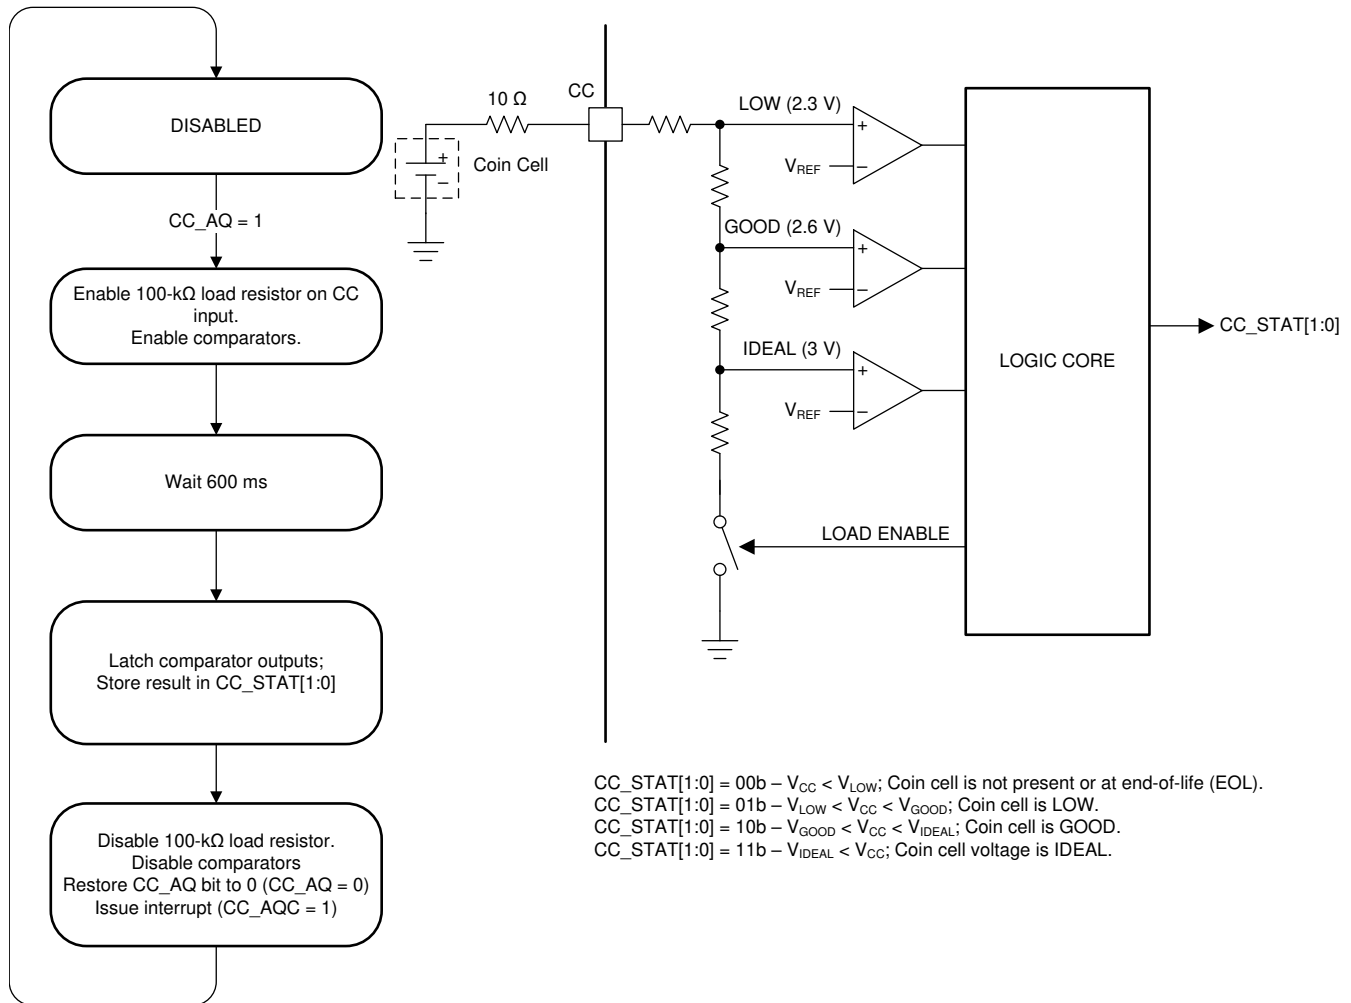 DISABLED
CC_AQ = 1
Enable 100-kΩ load resistor on CC
input.
Enable comparators.
Wait 600 ms
Latch comparator outputs;
Store result in CC_STAT[1:0]
Disable 100-kΩ load resistor.
Disable comparators
Restore CC_AQ bit to 0 (CC_AQ = 0)
Issue interrupt (CC_AQC = 1)
10 Ω
CC
+
−
Coin Cell
LOW (2.3 V)
+
VREF
−
GOOD (2.6 V)
+
VREF
−
IDEAL (3 V)
+
VREF
−
LOGIC CORE
CC_STAT[1:0]
LOAD ENABLE
CC_STAT[1:0] = 00b – VCC < VLOW; Coin cell is not present or at end-of-life (EOL).
CC_STAT[1:0] = 01b – VLOW < VCC < VGOOD; Coin cell is LOW.
CC_STAT[1:0] = 10b – VGOOD < VCC < VIDEAL; Coin cell is GOOD.
CC_STAT[1:0] = 11b – VIDEAL < VCC; Coin cell voltage is IDEAL.